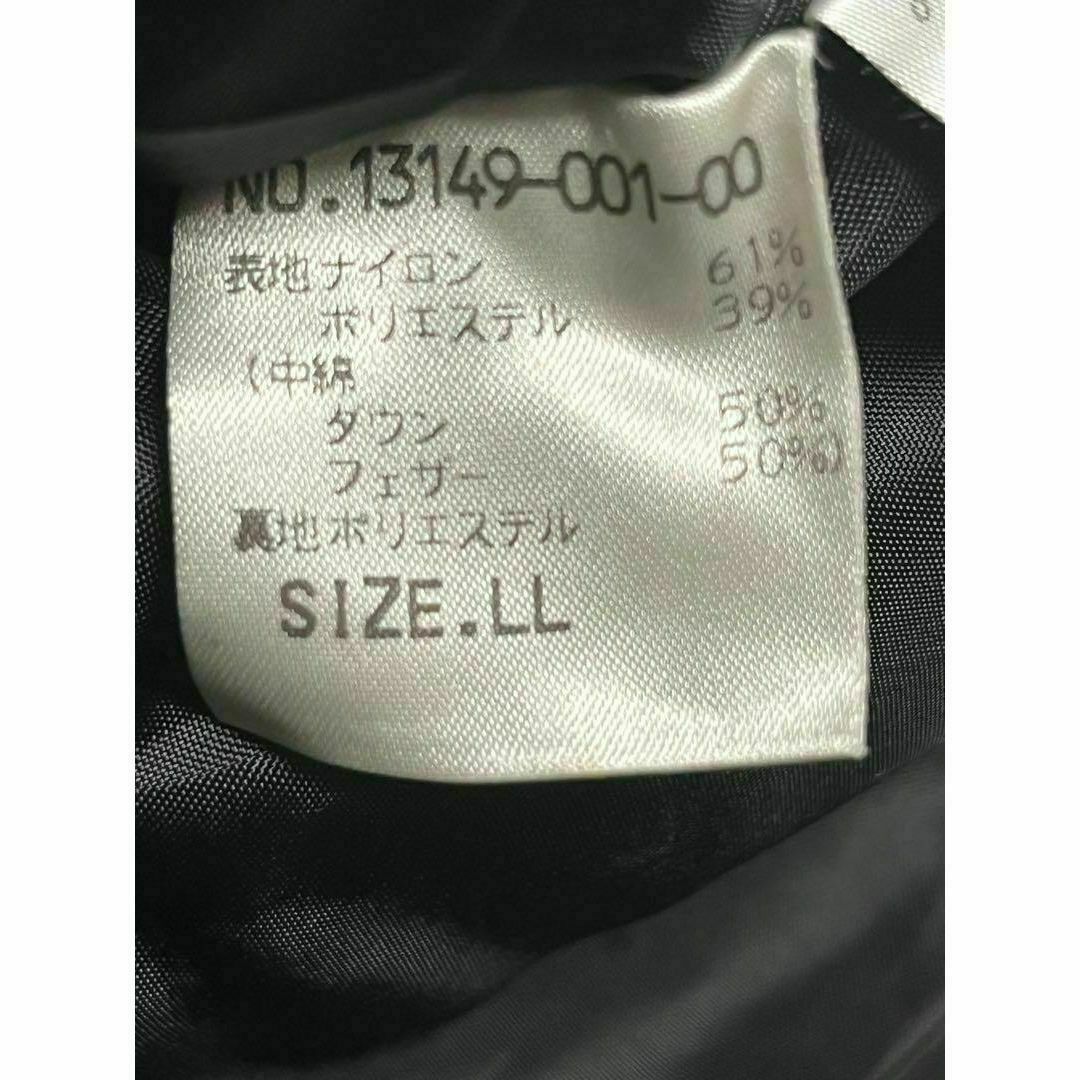 NO.13149-001-00
表地ナイロン 61%
ポリエステル 39%
(中綿
ダウン 50%
フェザー 50%)
裏地ポリエステル
SIZE.LL